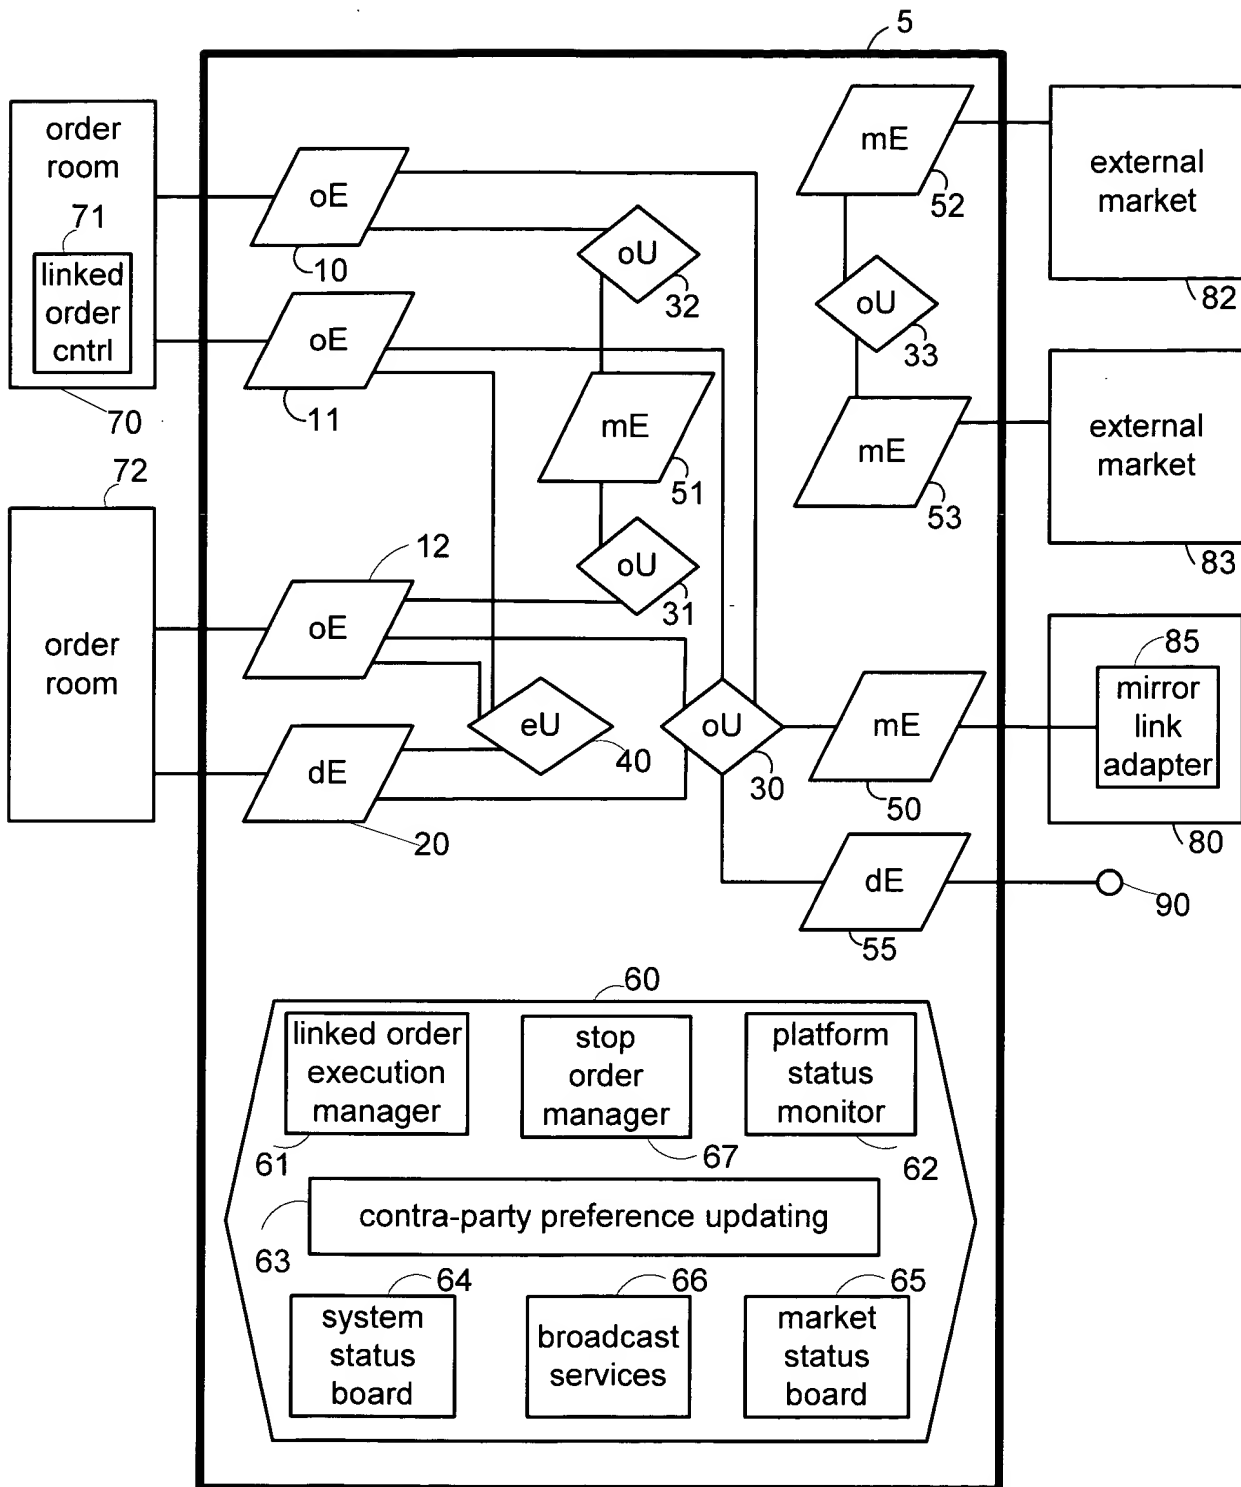 5
order
room
71
linked
order
cntrl
70
oE
10
oE
11
oU
32
mE
51
oU
31
mE
52
oU
33
mE
53
external
market
82
external
market
83
72
order
room
12
oE
dE
20
eU
40
oU
30
mE
50
85
mirror
link
adapter
80
dE
55
90
60
linked order
execution
manager
61
stop
order
manager
67
platform
status
monitor
62
contra-party preference updating
63
64
system
status
board
66
broadcast
services
65
market
status
board